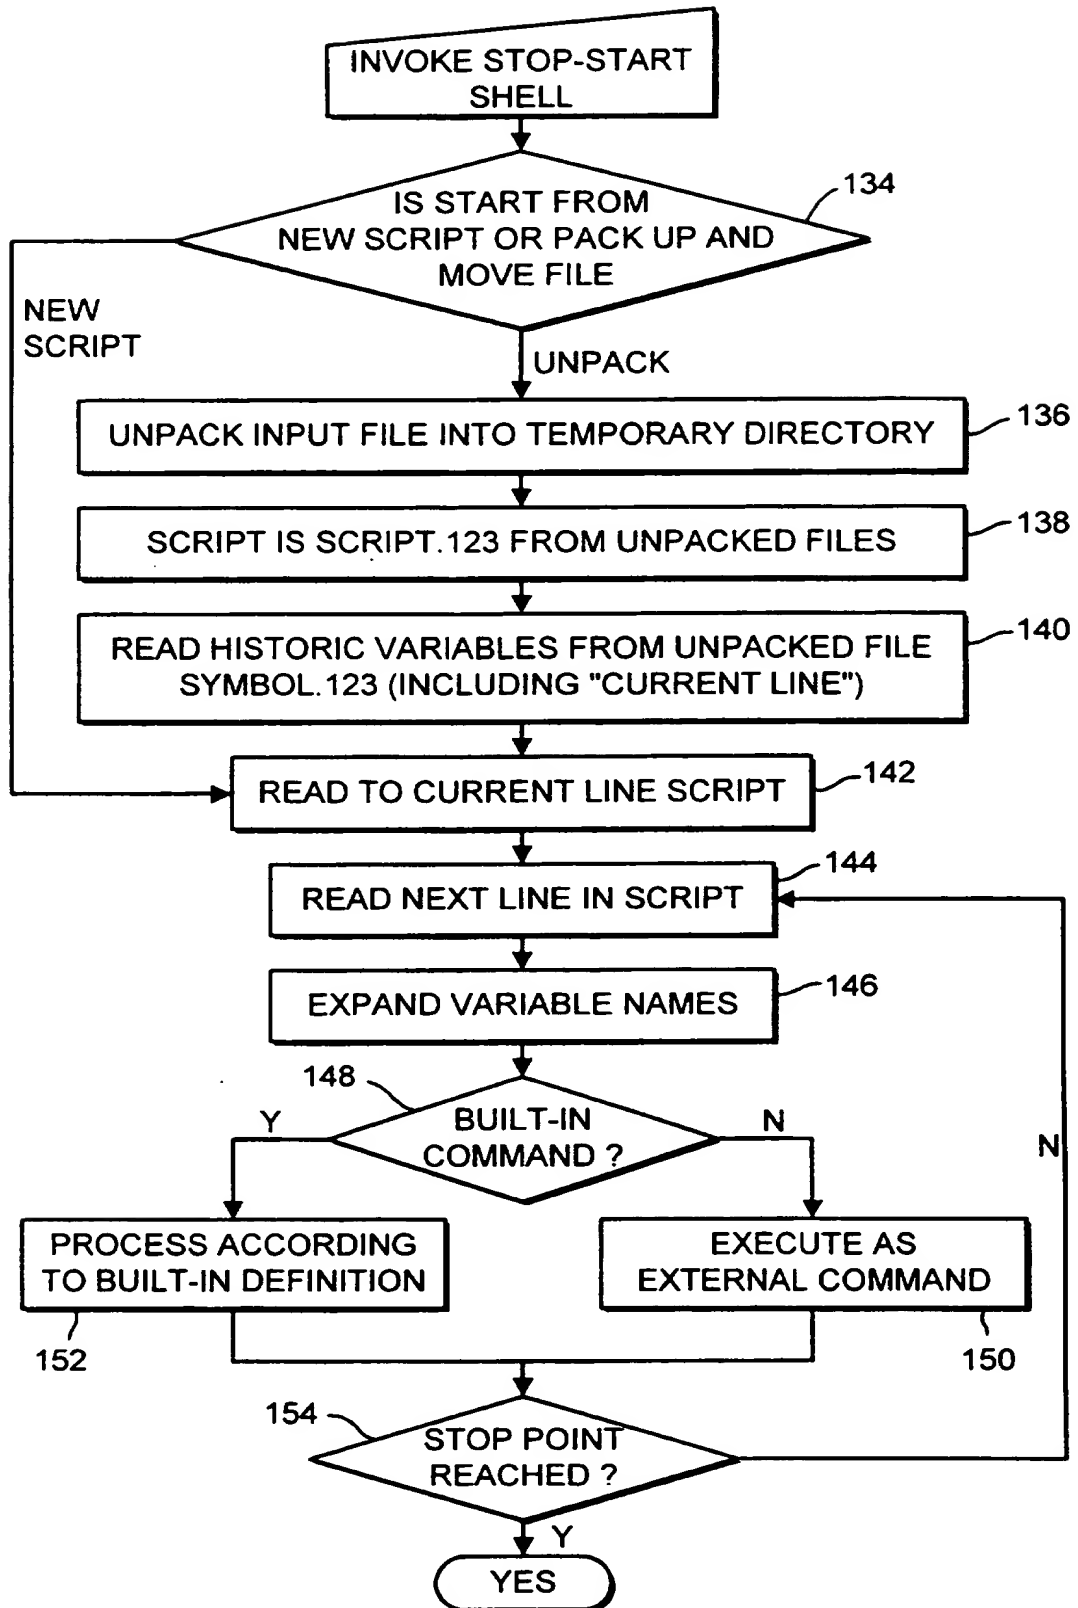 INVOKE STOP-START
SHELL
134
IS START FROM
NEW SCRIPT OR PACK UP AND
MOVE FILE
NEW
SCRIPT
UNPACK
136
UNPACK INPUT FILE INTO TEMPORARY DIRECTORY
138
SCRIPT IS SCRIPT.123 FROM UNPACKED FILES
140
READ HISTORIC VARIABLES FROM UNPACKED FILE
SYMBOL.123 (INCLUDING "CURRENT LINE")
142
READ TO CURRENT LINE SCRIPT
144
READ NEXT LINE IN SCRIPT
146
EXPAND VARIABLE NAMES
148
Y
BUILT-IN
COMMAND ?
N
N
PROCESS ACCORDING
TO BUILT-IN DEFINITION
152
EXECUTE AS
EXTERNAL COMMAND
150
154
STOP POINT
REACHED ?
Y
YES